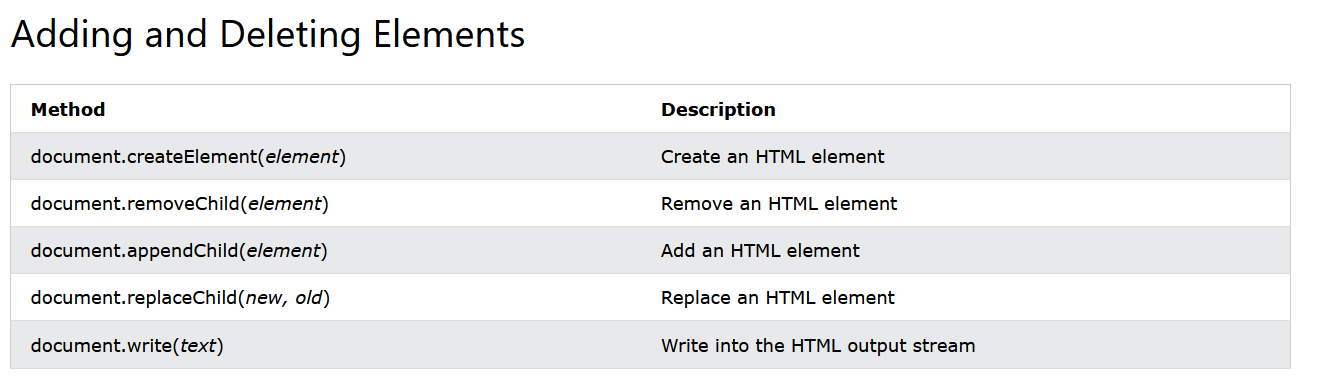 Adding and Deleting Elements
Method Description
document.createElement(element) Create an HTML element
document.removeChild(element) Remove an HTML element
document.appendChild(element) Add an HTML element
document.replaceChild(new, old) Replace an HTML element
document.write(text) Write into the HTML output stream